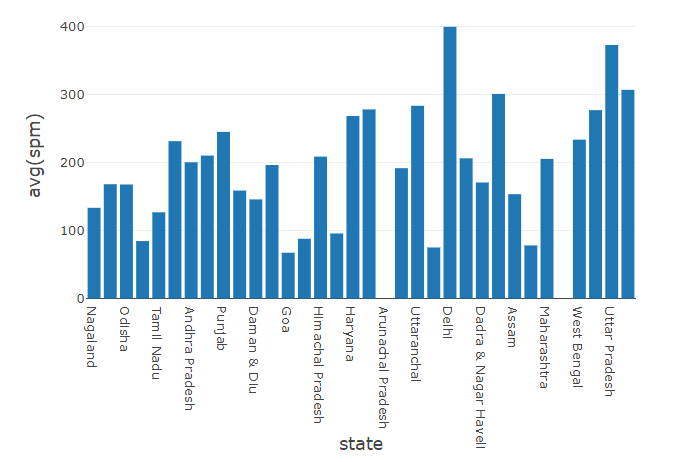 400
300
200
100
0
avg(spm)
Nagaland
Odisha
Tamil Nadu
Andhra Pradesh
Punjab
Daman & Diu
Goa
Himachal Pradesh
Haryana
Arunachal Pradesh
Uttaranchal
Delhi
Dadra & Nagar Haveli
Assam
Maharashtra
West Bengal
Uttar Pradesh
state